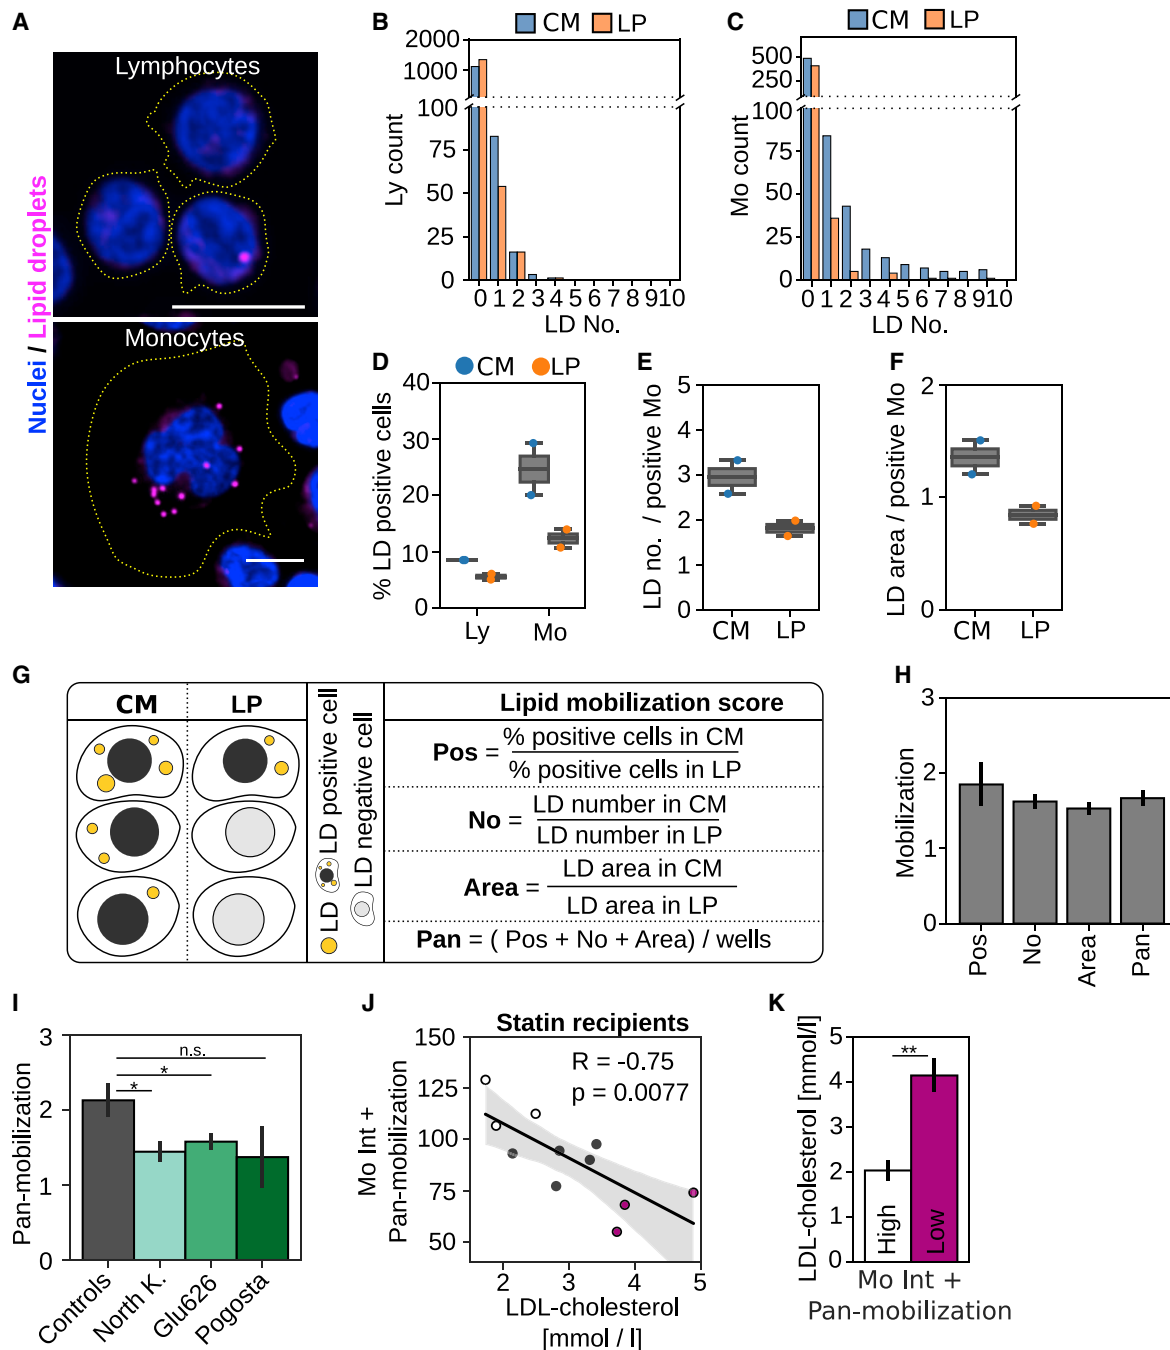 A
Lymphocytes
Monocytes
Nuclei / Lipid droplets
B
CM LP
2000
1000
100
75
50
25
0
Ly count
0 1 2 3 4 5 6 7 8 9 10
LD No.
C
CM LP
500
250
100
75
50
25
0
Mo count
0 1 2 3 4 5 6 7 8 9 10
LD No.
D
CM LP
40
30
20
10
0
% LD positive cells
Ly Mo
E
5
4
3
2
1
0
LD no. / positive Mo
CM LP
F
2
1
0
LD area / positive Mo
CM LP
G
CM LP
LD LD positive cell
LD negative cell
Lipid mobilization score
Pos = % positive cells in CM
% positive cells in LP
No = LD number in CM
LD number in LP
Area = LD area in CM
LD area in LP
Pan = ( Pos + No + Area) / wells
H
3
2
1
0
Mobilization
Pos No Area Pan
I
3
2
1
0
Pan-mobilization
n.s.
*
*
Controls North K. Glu626 Pogosta
J
Statin recipients
R = -0.75
p = 0.0077
150
125
100
75
50
Mo Int +
Pan-mobilization
2 3 4 5
LDL-cholesterol
[mmol / l]
K
5
4
3
2
1
0
LDL-cholesterol [mmol/l]
**
High Low
Mo Int +
Pan-mobilization